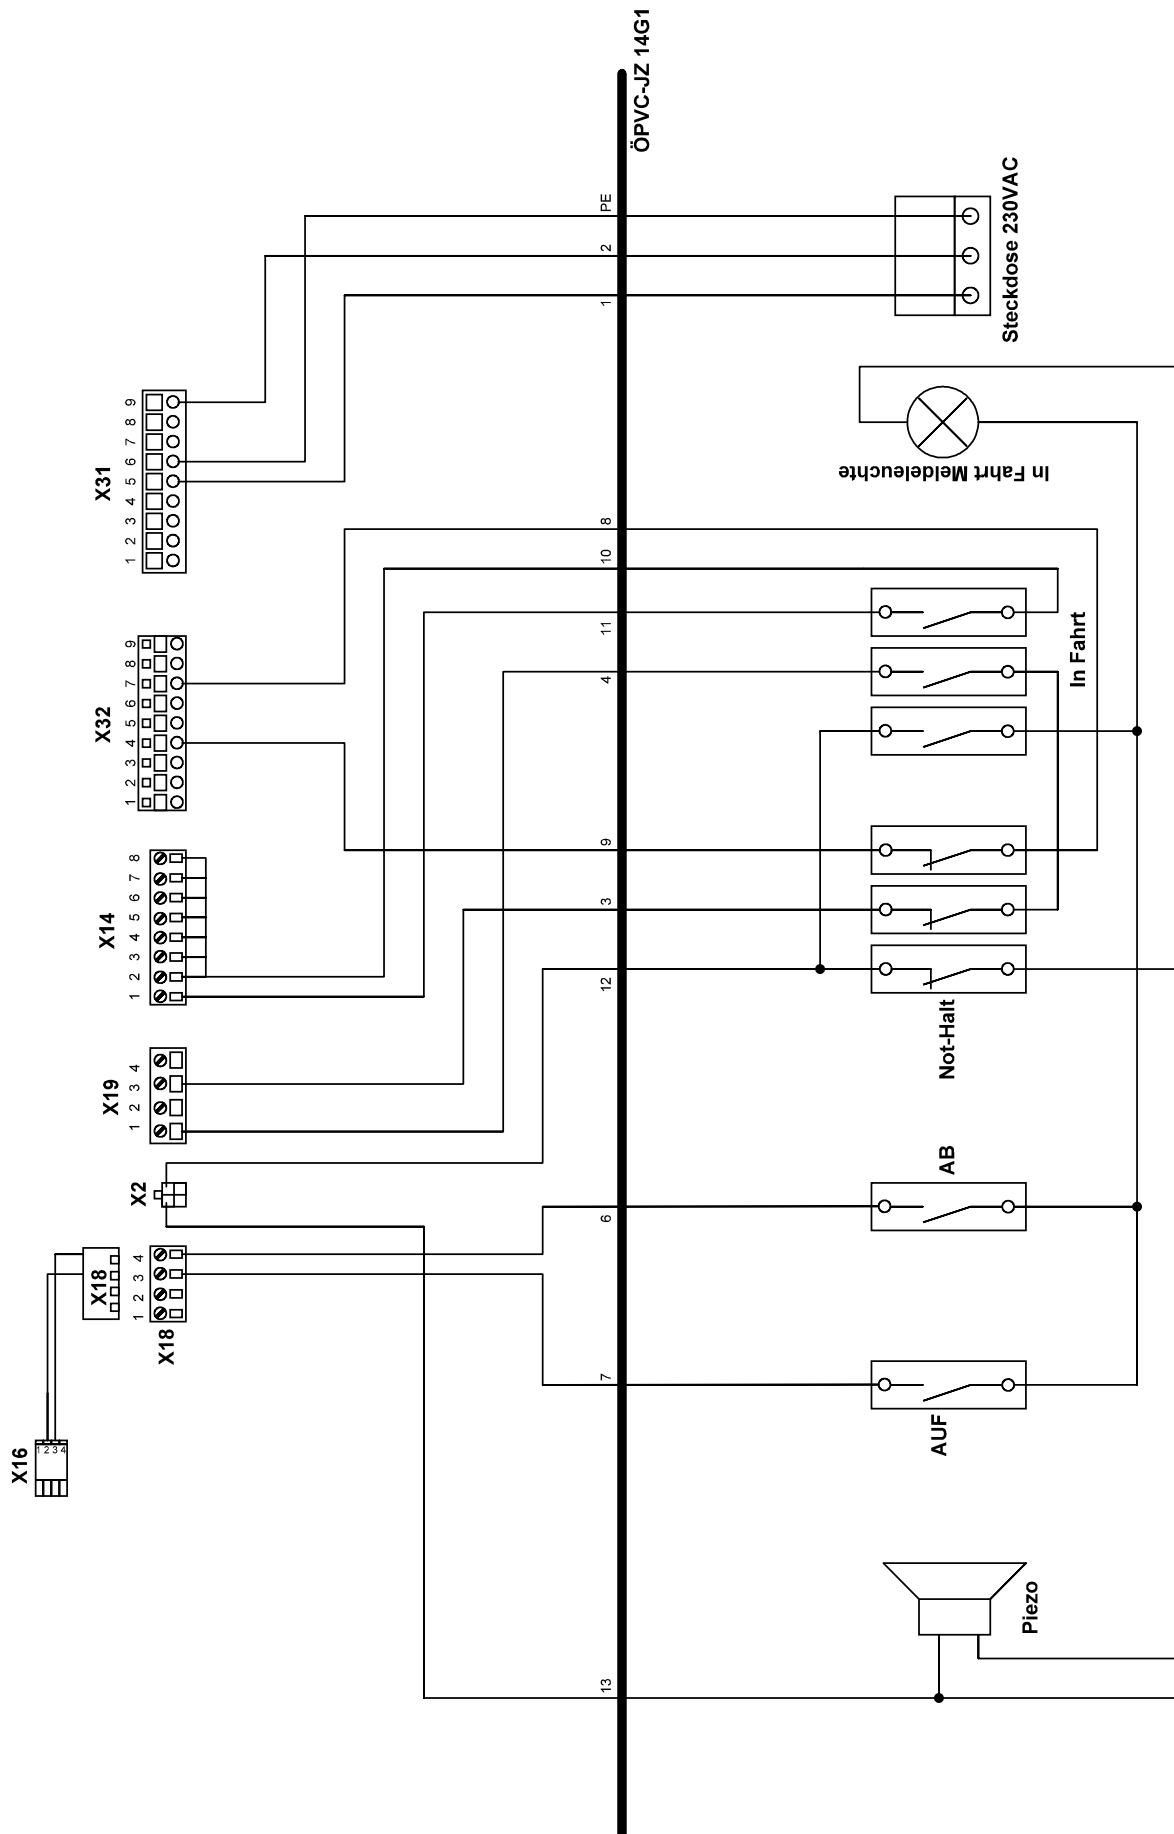 X16
1 2 3 4
X18
X18
1 2 3 4
X2
X19
1 2 3 4
X14
1 2 3 4 5 6 7 8
X32
1 2 3 4 5 6 7 8 9
X31
1 2 3 4 5 6 7 8 9
13 7 6 12 3 9 4 11 10 8 1 2 PE
ÖPVC-JZ 14G1
Piezo
AUF
AB
Not-Halt
In Fahrt
In Fahrt Meldeleuchte
Steckdose 230VAC